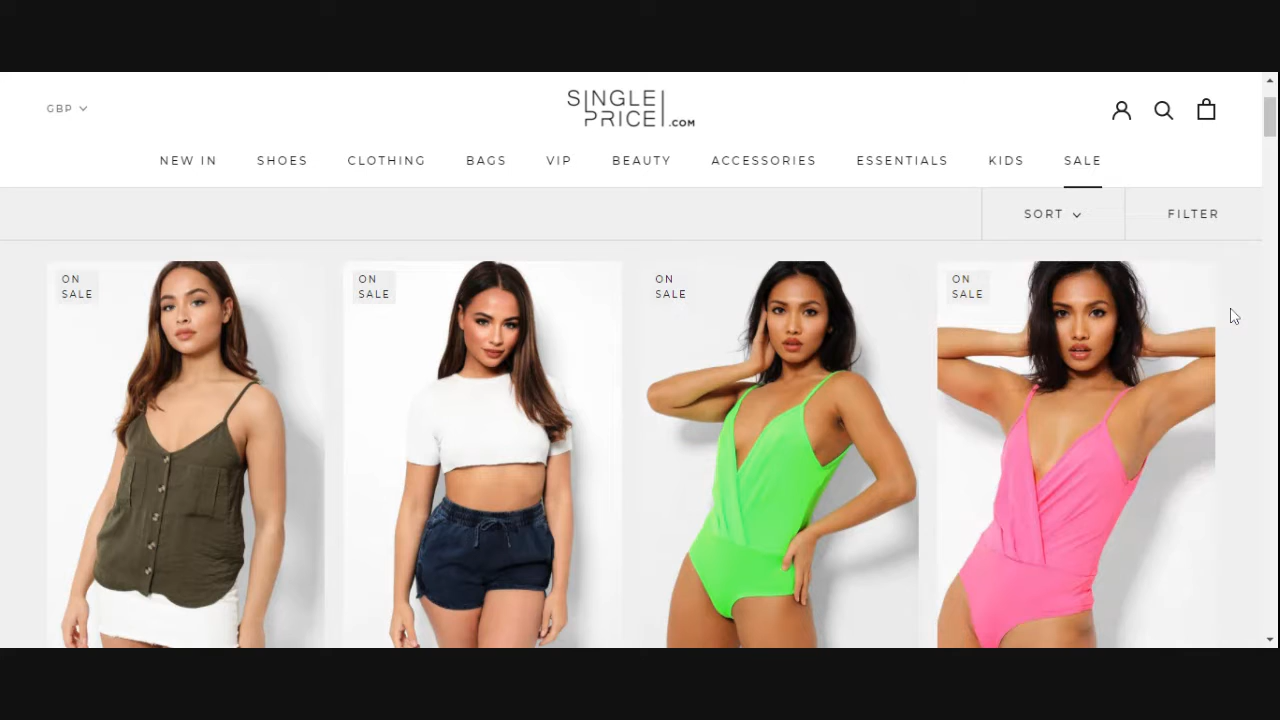 GBP
SINGLE
PRICE.COM
NEW IN SHOES CLOTHING BAGS VIP BEAUTY ACCESSORIES ESSENTIALS KIDS SALE
SORT FILTER
ON
SALE
ON
SALE
ON
SALE
ON
SALE